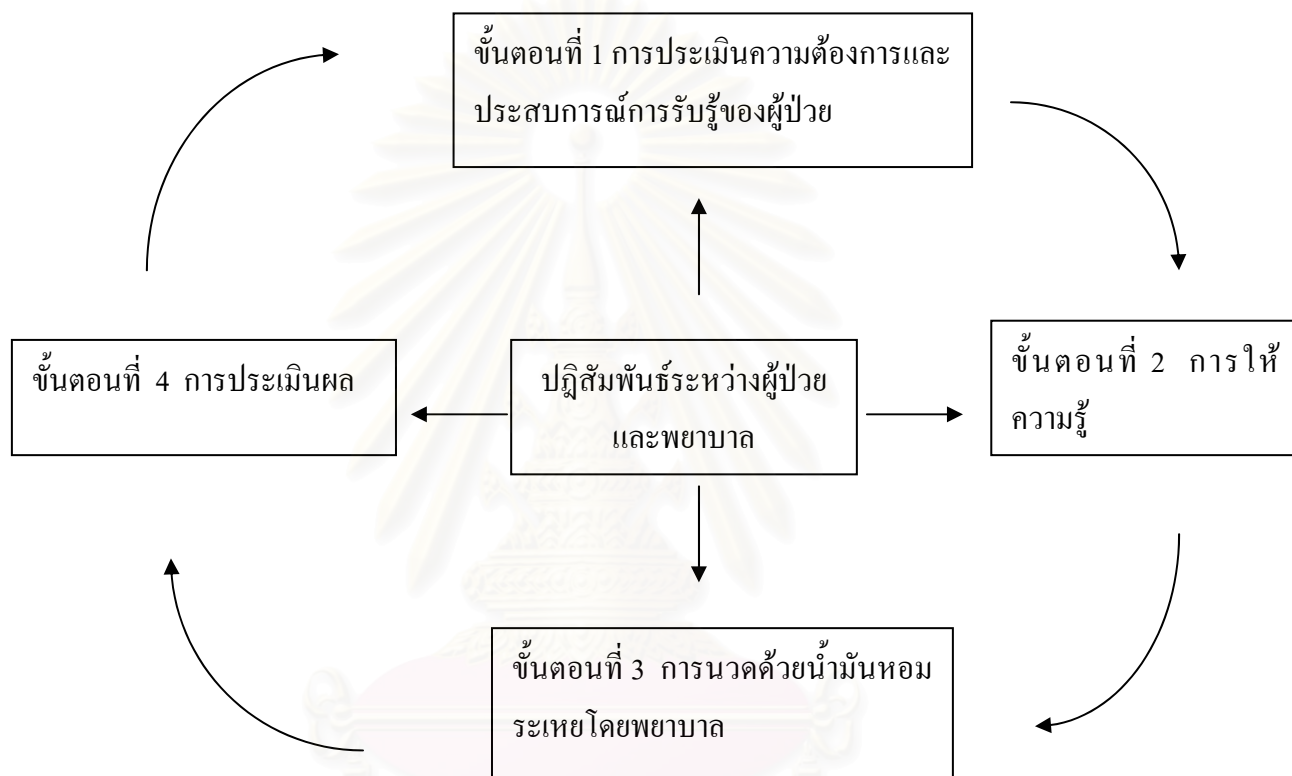 ขั้นตอนที่ 1 การประเมินความต้องการและ
ประสบการณ์การรับรู้ของผู้ป่วย
ขั้นตอนที่ 4 การประเมินผล
ปฎิสัมพันธ์ระหว่างผู้ป่วย
และพยาบาล
ขั้นตอนที่ 2 การให้
ความรู้
ขั้นตอนที่ 3 การนวดด้วยน้ำมันหอม
ระเหยโดยพยาบาล